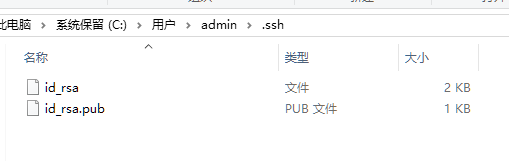 此电脑 > 系统保留 (C:) > 用户 > admin > .ssh
名称 类型 大小
id_rsa 文件 2 KB
id_rsa.pub PUB 文件 1 KB